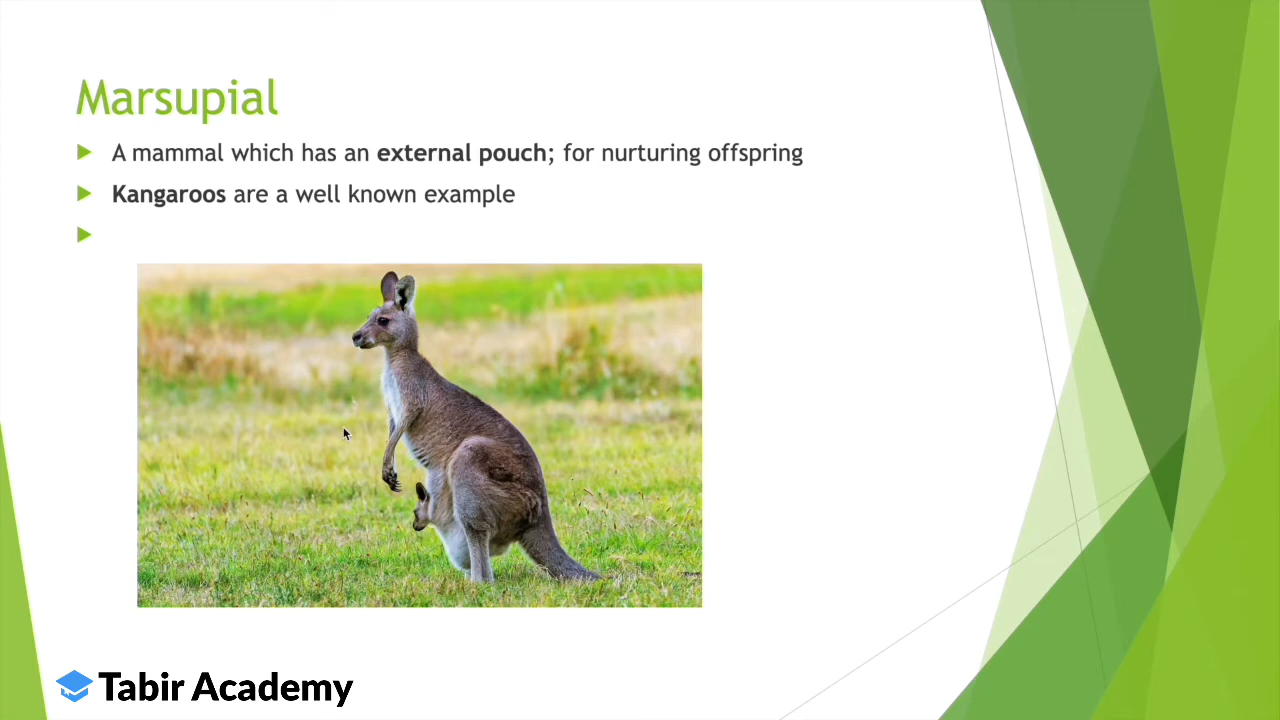 Marsupial
A mammal which has an external pouch; for nurturing offspring
Kangaroos are a well known example
Tabir Academy